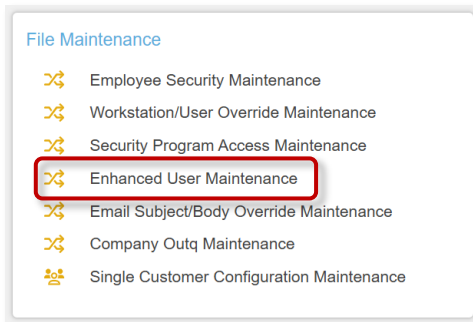 File Maintenance
Employee Security Maintenance
Workstation/User Override Maintenance
Security Program Access Maintenance
Enhanced User Maintenance
Email Subject/Body Override Maintenance
Company Outq Maintenance
Single Customer Configuration Maintenance